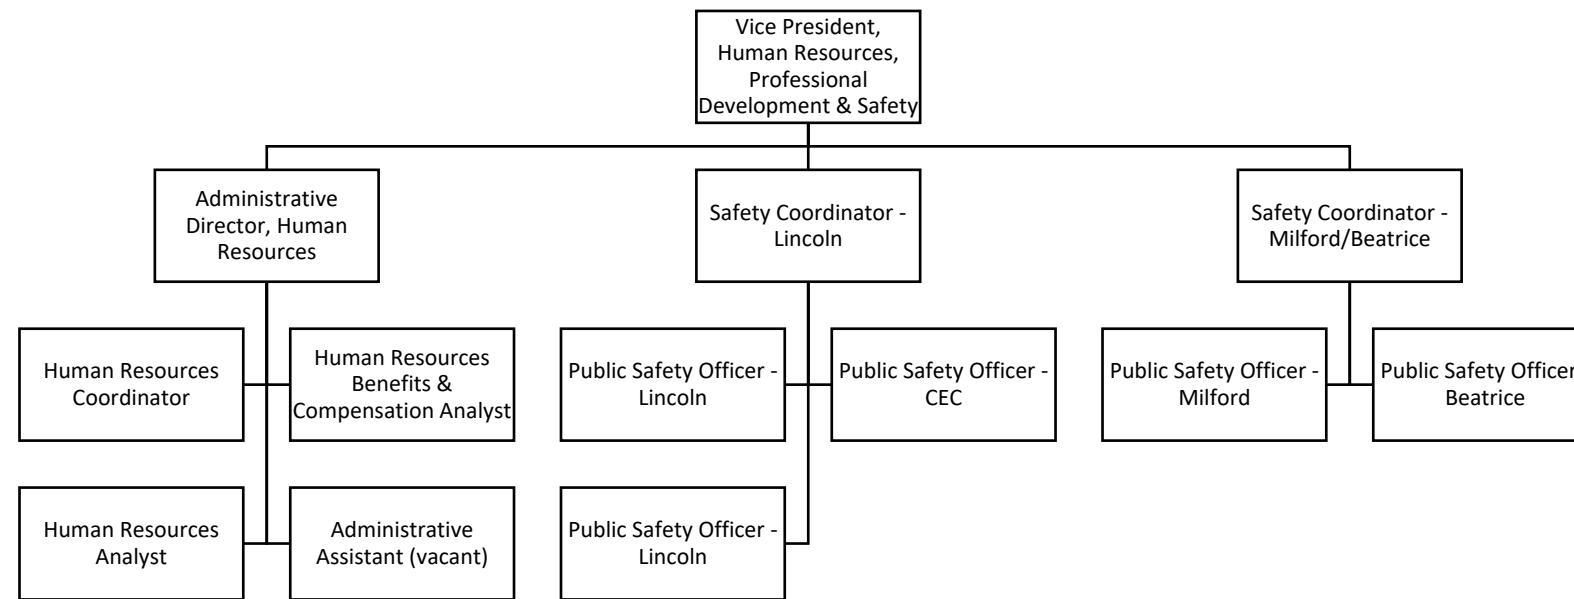 Vice President,
Human Resources,
Professional
Development & Safety
Administrative
Director, Human
Resources
Safety Coordinator -
Lincoln
Safety Coordinator -
Milford/Beatrice
Human Resources
Coordinator
Human Resources
Benefits &
Compensation Analyst
Public Safety Officer -
Lincoln
Public Safety Officer -
CEC
Public Safety Officer -
Milford
Public Safety Officer
Beatrice
Human Resources
Analyst
Administrative
Assistant (vacant)
Public Safety Officer -
Lincoln